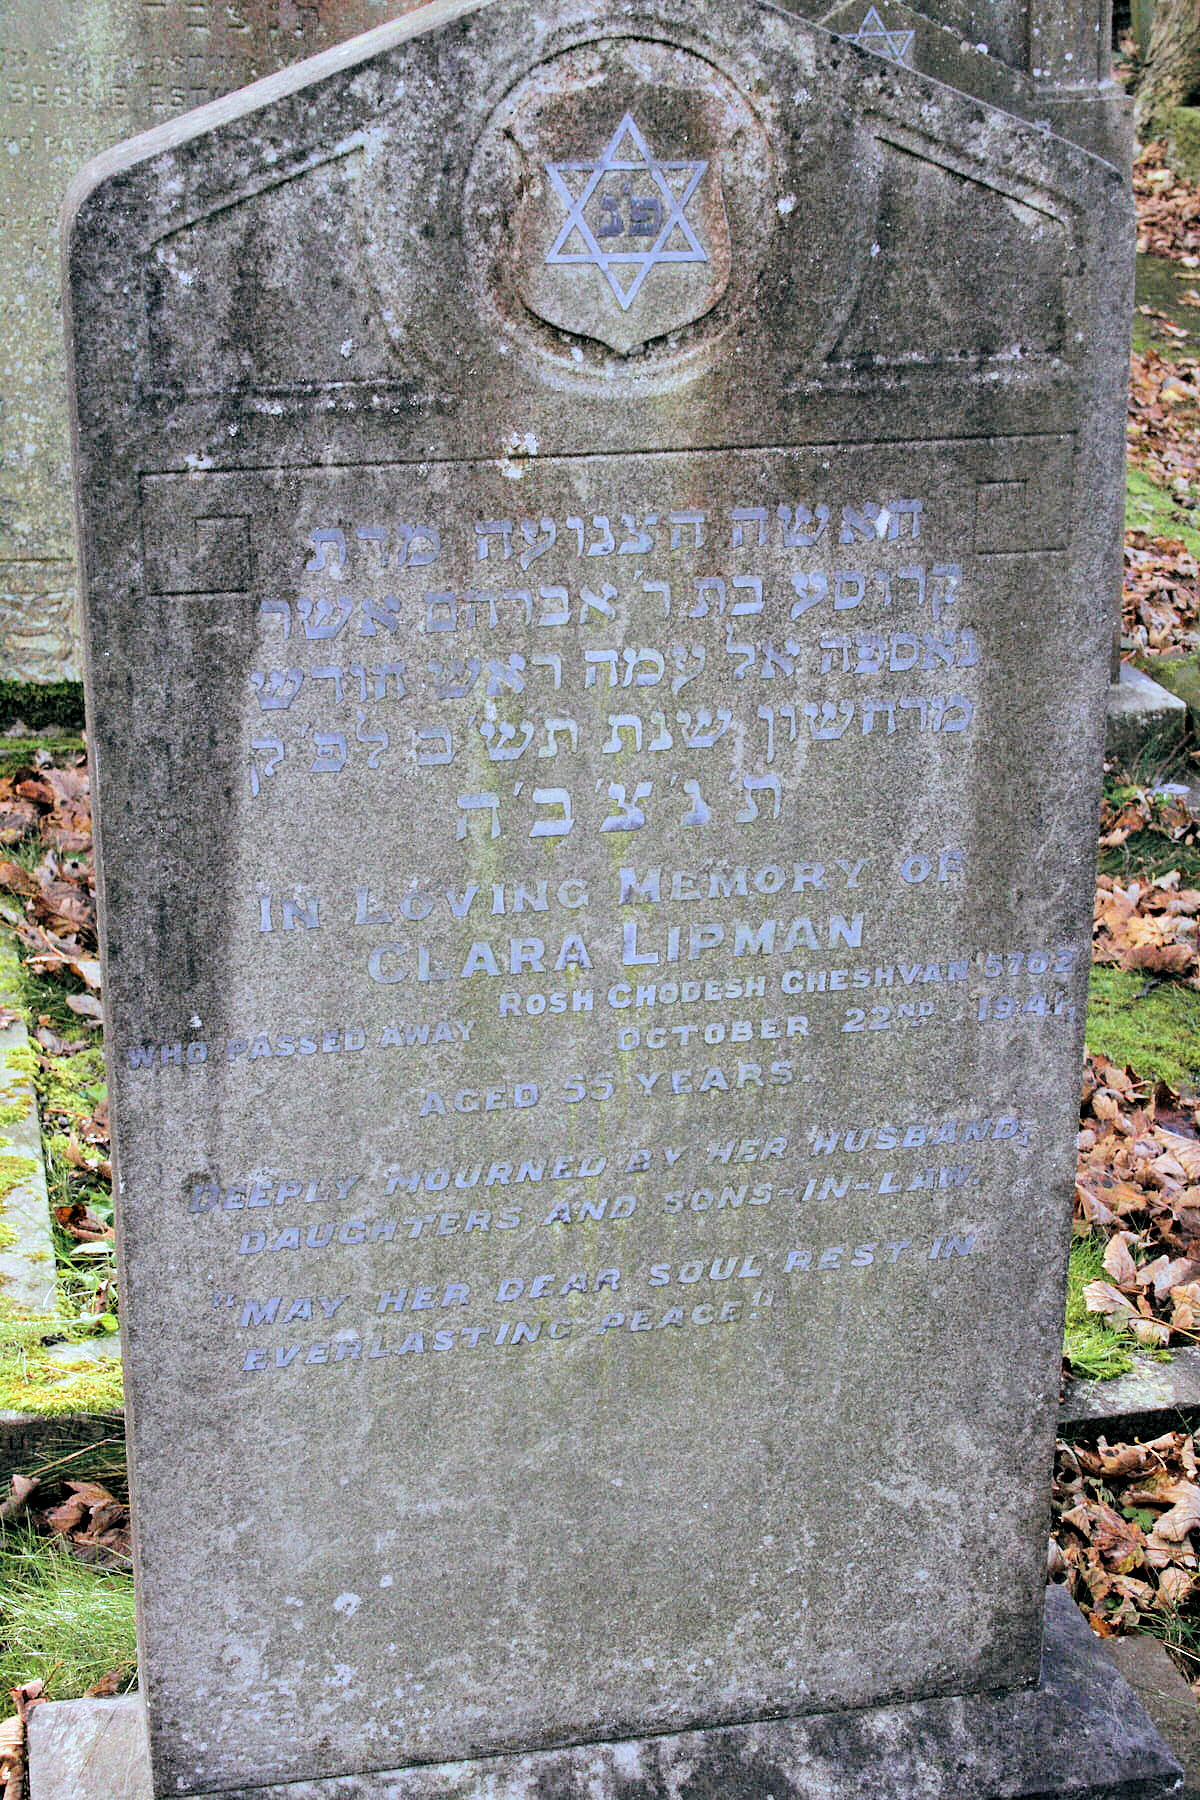 פ'נ
האשה הצנועה מרת
קרוסע בת ר' אברהם אשר
נאספה אל עמה ראש חודש
מרחשון שנת תש'ב לפ'ק
ת'נ'צ'ב'ה
IN LOVING MEMORY OF
CLARA LIPMAN
WHO PASSED AWAY ROSH CHODESH CHESHVAN 5702
OCTOBER 22ND 1941,
AGED 55 YEARS.
DEEPLY MOURNED BY HER HUSBAND,
DAUGHTERS AND SONS-IN-LAW.
"MAY HER DEAR SOUL REST IN
EVERLASTING PEACE."
BESSIE